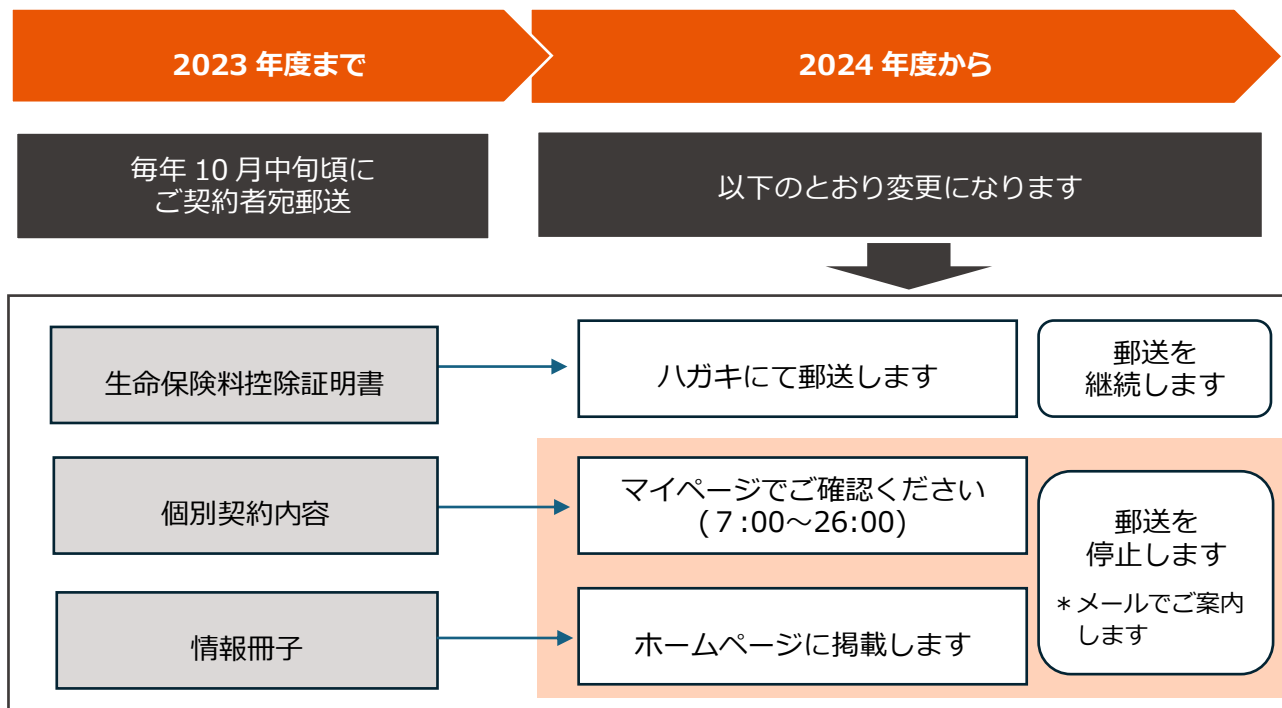 2023 年度まで
2024 年度から
毎年 10 月中旬頃に
ご契約者宛郵送
以下のとおり変更になります
生命保険料控除証明書
ハガキにて郵送します
郵送を
継続します
個別契約内容
マイページでご確認ください
(７:00～26:00)
郵送を
停止します
＊メールでご案内
します
情報冊子
ホームページに掲載します